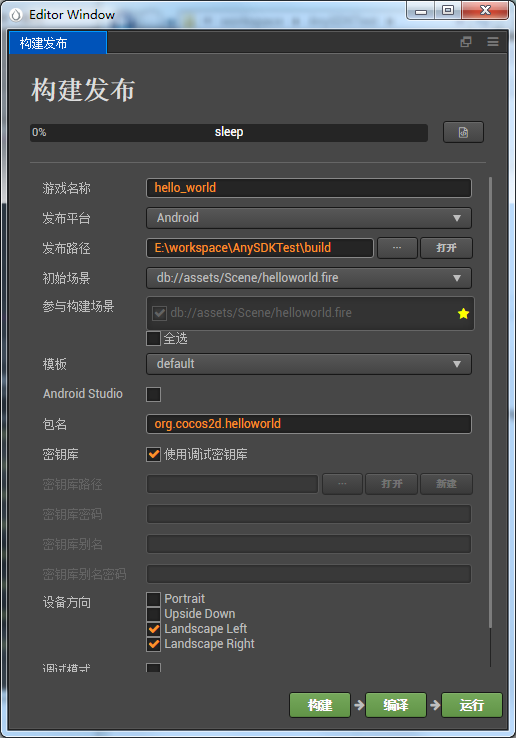 Editor Window
构建发布
构建发布
0% sleep
游戏名称 hello_world
发布平台 Android
发布路径 E:\workspace\AnySDKTest\build ... 打开
初始场景 db://assets/Scene/helloworld.fire
参与构建场景 db://assets/Scene/helloworld.fire
全选
模板 default
Android Studio
包名 org.cocos2d.helloworld
密钥库 使用调试密钥库
密钥库路径 ... 打开 新建
密钥库密码
密钥库别名
密钥库别名密码
设备方向 Portrait
Upside Down
Landscape Left
Landscape Right
调试模式
构建 编译 运行